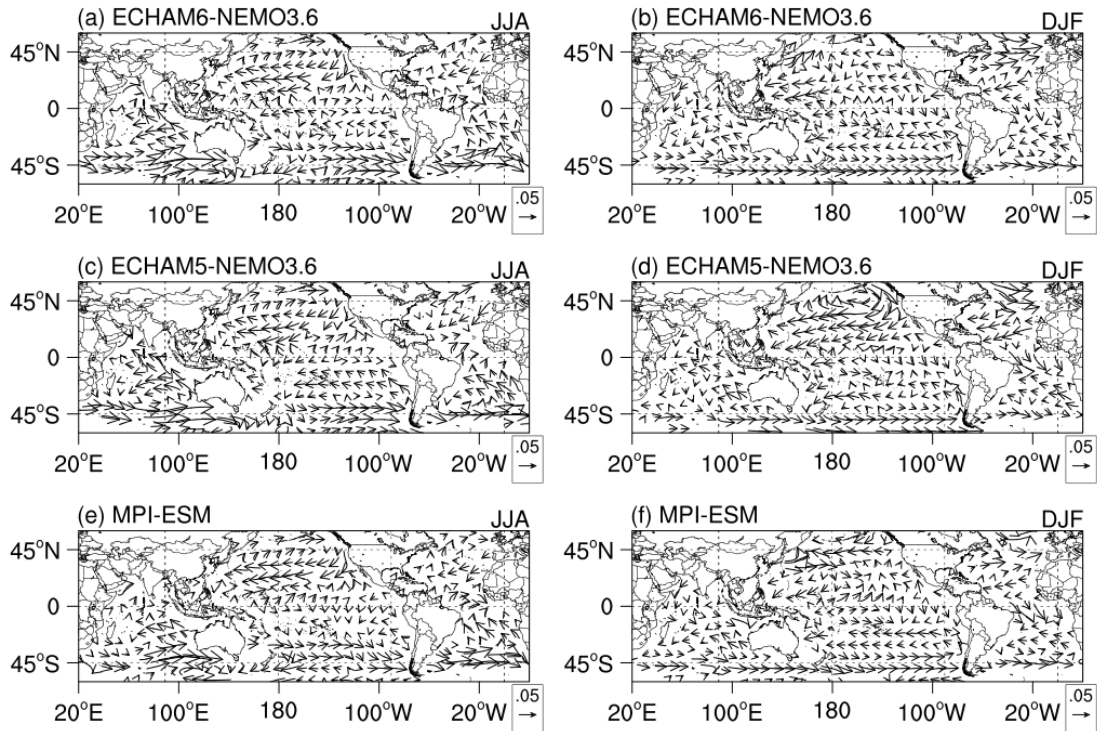 (a) ECHAM6-NEMO3.6 JJA
45°N
0
45°S
20°E 100°E 180 100°W 20°W
.05
(b) ECHAM6-NEMO3.6 DJF
45°N
0
45°S
20°E 100°E 180 100°W 20°W
.05
(c) ECHAM5-NEMO3.6 JJA
45°N
0
45°S
20°E 100°E 180 100°W 20°W
.05
(d) ECHAM5-NEMO3.6 DJF
45°N
0
45°S
20°E 100°E 180 100°W 20°W
.05
(e) MPI-ESM JJA
45°N
0
45°S
20°E 100°E 180 100°W 20°W
.05
(f) MPI-ESM DJF
45°N
0
45°S
20°E 100°E 180 100°W 20°W
.05